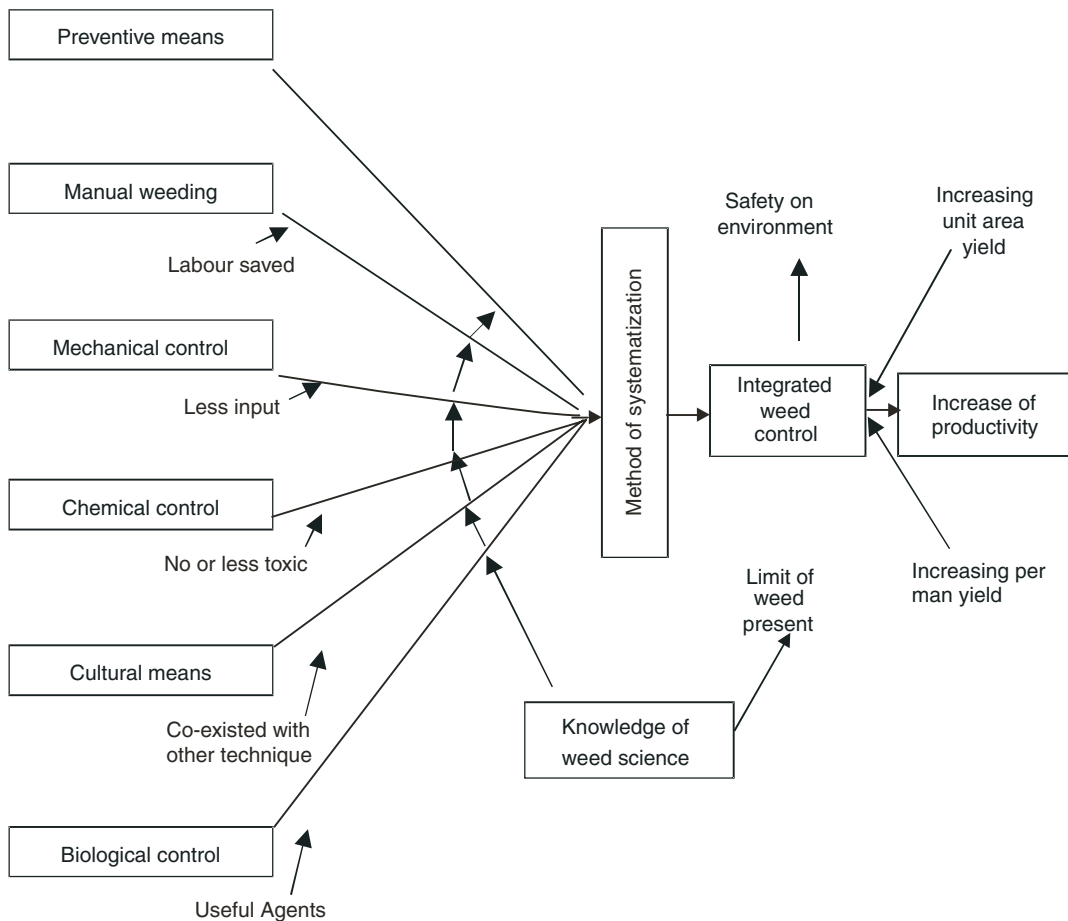 Preventive means
Manual weeding
Labour saved
Mechanical control
Less input
Chemical control
No or less toxic
Cultural means
Co-existed with
other technique
Biological control
Useful Agents
Method of systematization
Safety on
environment
Integrated
weed
control
Increasing
unit area
yield
Increase of
productivity
Increasing per
man yield
Limit of
weed
present
Knowledge of
weed science